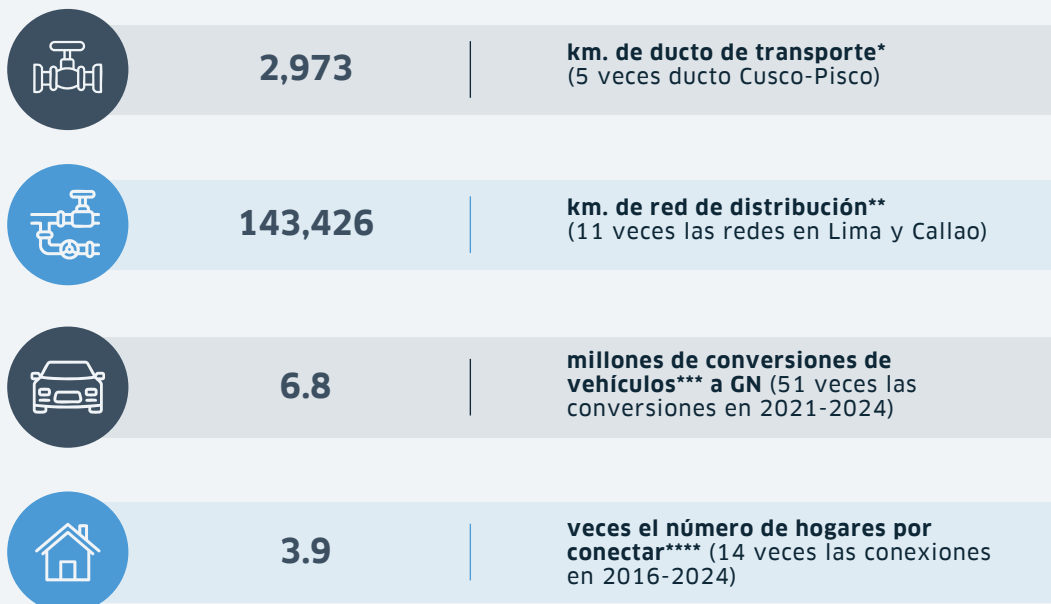 2,973
km. de ducto de transporte*
(5 veces ducto Cusco-Pisco)
143,426
km. de red de distribución**
(11 veces las redes en Lima y Callao)
6.8
millones de conversiones de
vehículos*** a GN (51 veces las
conversiones en 2021-2024)
3.9
veces el número de hogares por
conectar**** (14 veces las conexiones
en 2016-2024)